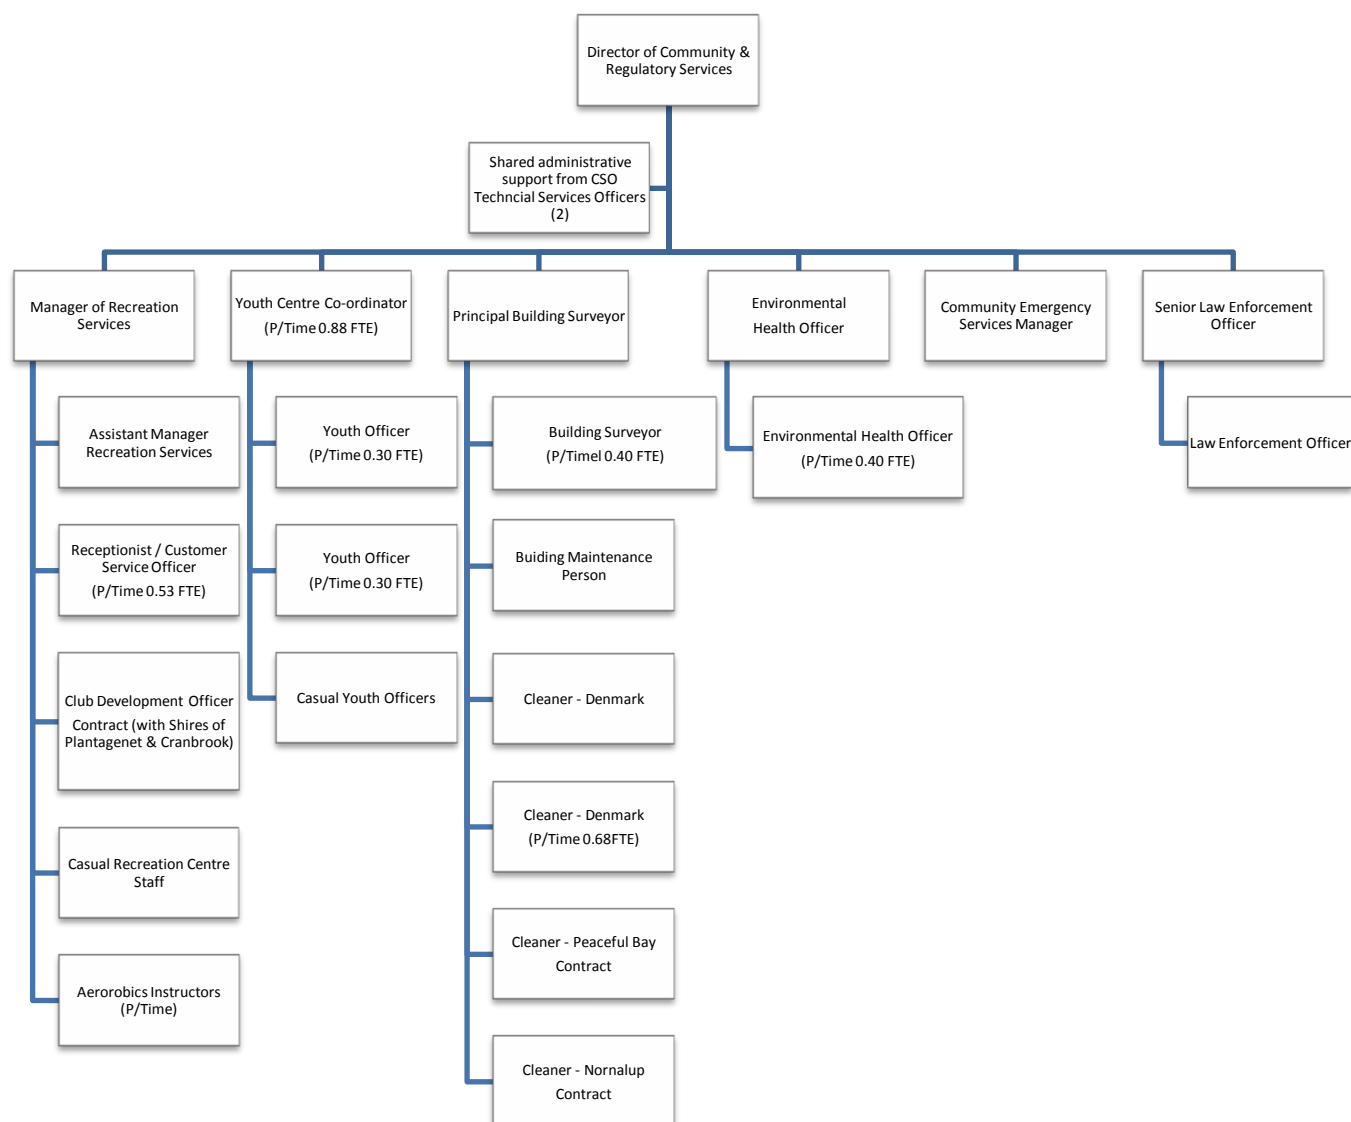 Director of Community &
Regulatory Services
Shared administrative
support from CSO
Techncial Services Officers
(2)
Manager of Recreation
Services
Youth Centre Co-ordinator
(P/Time 0.88 FTE)
Principal Building Surveyor
Environmental
Health Officer
Community Emergency
Services Manager
Senior Law Enforcement
Officer
Assistant Manager
Recreation Services
Receptionist / Customer
Service Officer
(P/Time 0.53 FTE)
Club Development Officer
Contract (with Shires of
Plantagenet & Cranbrook)
Casual Recreation Centre
Staff
Aerorobics Instructors
(P/Time)
Youth Officer
(P/Time 0.30 FTE)
Youth Officer
(P/Time 0.30 FTE)
Casual Youth Officers
Building Surveyor
(P/Timel 0.40 FTE)
Buiding Maintenance
Person
Cleaner - Denmark
Cleaner - Denmark
(P/Time 0.68FTE)
Cleaner - Peaceful Bay
Contract
Cleaner - Nornalup
Contract
Environmental Health Officer
(P/Time 0.40 FTE)
Law Enforcement Officer